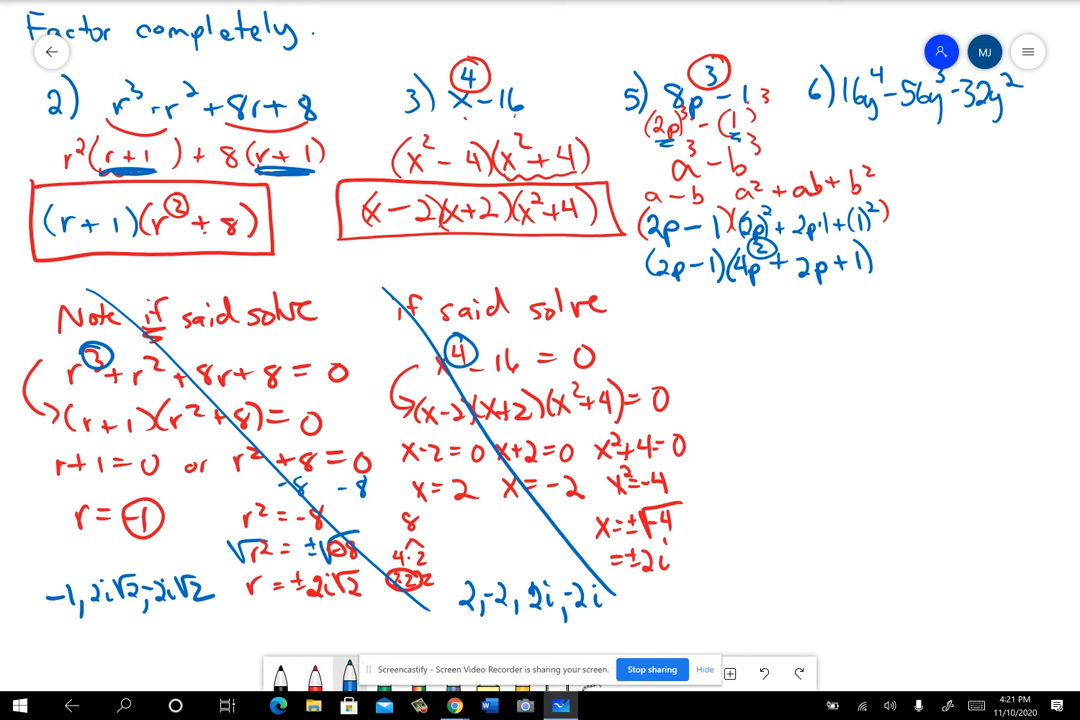 Factor completely.
MJ
2) r³ + r² + 8r + 8
r²(r+1) + 8(r+1)
(r+1)(r² + 8)
3) x⁴ - 16
(x² - 4)(x² + 4)
(x - 2)(x+2)(x²+4)
5) 8p³ - 1³
(2p)³ - (1)³
a³ - b³
a - b a² + ab + b²
(2p - 1)((2p)² + 2p·1 + (1)²)
(2p - 1)(4p² + 2p + 1)
6) 16y⁴ - 56y³ - 32y²
Note if said solve
r³ + r² + 8r + 8 = 0
(r+1)(r² + 8) = 0
r+1 = 0 or r² + 8 = 0
-8 -8
r = -1
r² = -8
√r² = ±√-8
r = ±2i√2
8
4·2
2·2·2
-1, 2i√2, -2i√2
if said solve
x⁴ - 16 = 0
(x-2)(x+2)(x²+4) = 0
x-2 = 0 x+2 = 0 x²+4 = 0
x = 2 x = -2 x² = -4
x = ±√-4
= ±2i
2, -2, 2i, -2i
Screencastify - Screen Video Recorder is sharing your screen.
Stop sharing
Hide
4:21 PM
11/10/2020